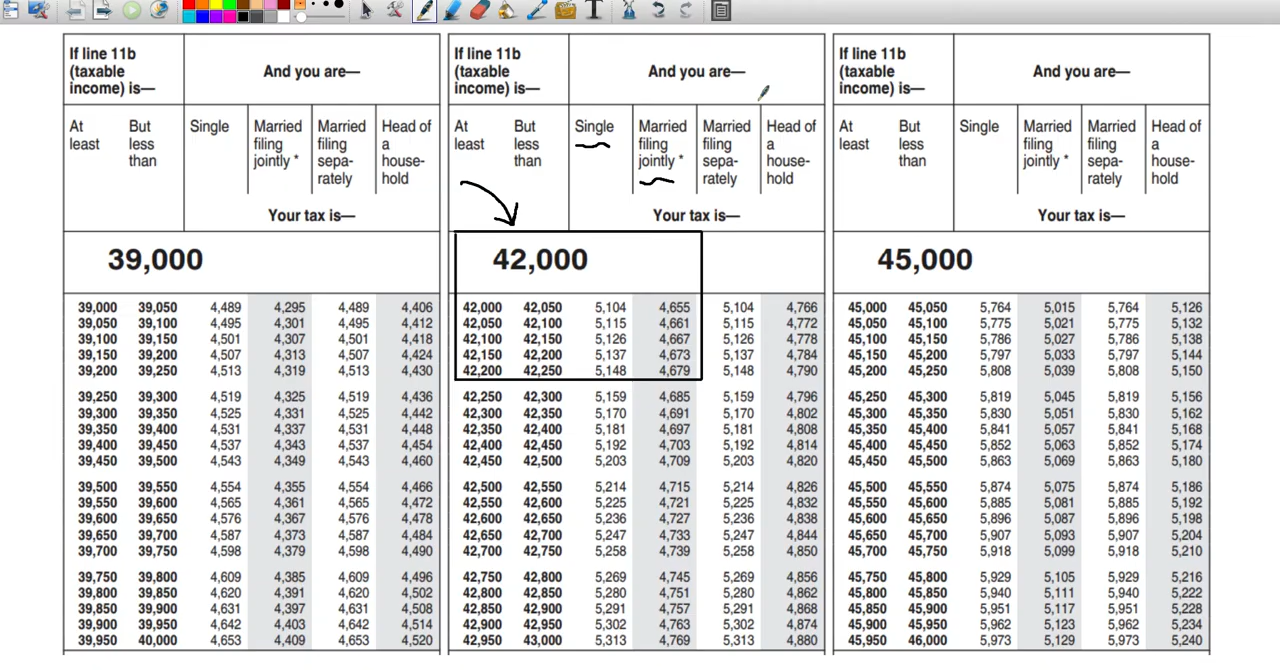 If line 11b
(taxable
income) is—
And you are—
At least But less than Single Married filing jointly * Married filing sepa-rately Head of a house-hold
Your tax is—
39,000
39,000 39,050 4,489 4,295 4,489 4,406
39,050 39,100 4,495 4,301 4,495 4,412
39,100 39,150 4,501 4,307 4,501 4,418
39,150 39,200 4,507 4,313 4,507 4,424
39,200 39,250 4,513 4,319 4,513 4,430
39,250 39,300 4,519 4,325 4,519 4,436
39,300 39,350 4,525 4,331 4,525 4,442
39,350 39,400 4,531 4,337 4,531 4,448
39,400 39,450 4,537 4,343 4,537 4,454
39,450 39,500 4,543 4,349 4,543 4,460
39,500 39,550 4,554 4,355 4,554 4,466
39,550 39,600 4,565 4,361 4,565 4,472
39,600 39,650 4,576 4,367 4,576 4,478
39,650 39,700 4,587 4,373 4,587 4,484
39,700 39,750 4,598 4,379 4,598 4,490
39,750 39,800 4,609 4,385 4,609 4,496
39,800 39,850 4,620 4,391 4,620 4,502
39,850 39,900 4,631 4,397 4,631 4,508
39,900 39,950 4,642 4,403 4,642 4,514
39,950 40,000 4,653 4,409 4,653 4,520
If line 11b
(taxable
income) is—
And you are—
At least But less than Single Married filing jointly * Married filing sepa-rately Head of a house-hold
Your tax is—
42,000
42,000 42,050 5,104 4,655 5,104 4,766
42,050 42,100 5,115 4,661 5,115 4,772
42,100 42,150 5,126 4,667 5,126 4,778
42,150 42,200 5,137 4,673 5,137 4,784
42,200 42,250 5,148 4,679 5,148 4,790
42,250 42,300 5,159 4,685 5,159 4,796
42,300 42,350 5,170 4,691 5,170 4,802
42,350 42,400 5,181 4,697 5,181 4,808
42,400 42,450 5,192 4,703 5,192 4,814
42,450 42,500 5,203 4,709 5,203 4,820
42,500 42,550 5,214 4,715 5,214 4,826
42,550 42,600 5,225 4,721 5,225 4,832
42,600 42,650 5,236 4,727 5,236 4,838
42,650 42,700 5,247 4,733 5,247 4,844
42,700 42,750 5,258 4,739 5,258 4,850
42,750 42,800 5,269 4,745 5,269 4,856
42,800 42,850 5,280 4,751 5,280 4,862
42,850 42,900 5,291 4,757 5,291 4,868
42,900 42,950 5,302 4,763 5,302 4,874
42,950 43,000 5,313 4,769 5,313 4,880
If line 11b
(taxable
income) is—
And you are—
At least But less than Single Married filing jointly * Married filing sepa-rately Head of a house-hold
Your tax is—
45,000
45,000 45,050 5,764 5,015 5,764 5,126
45,050 45,100 5,775 5,021 5,775 5,132
45,100 45,150 5,786 5,027 5,786 5,138
45,150 45,200 5,797 5,033 5,797 5,144
45,200 45,250 5,808 5,039 5,808 5,150
45,250 45,300 5,819 5,045 5,819 5,156
45,300 45,350 5,830 5,051 5,830 5,162
45,350 45,400 5,841 5,057 5,841 5,168
45,400 45,450 5,852 5,063 5,852 5,174
45,450 45,500 5,863 5,069 5,863 5,180
45,500 45,550 5,874 5,075 5,874 5,186
45,550 45,600 5,885 5,081 5,885 5,192
45,600 45,650 5,896 5,087 5,896 5,198
45,650 45,700 5,907 5,093 5,907 5,204
45,700 45,750 5,918 5,099 5,918 5,210
45,750 45,800 5,929 5,105 5,929 5,216
45,800 45,850 5,940 5,111 5,940 5,222
45,850 45,900 5,951 5,117 5,951 5,228
45,900 45,950 5,962 5,123 5,962 5,234
45,950 46,000 5,973 5,129 5,973 5,240